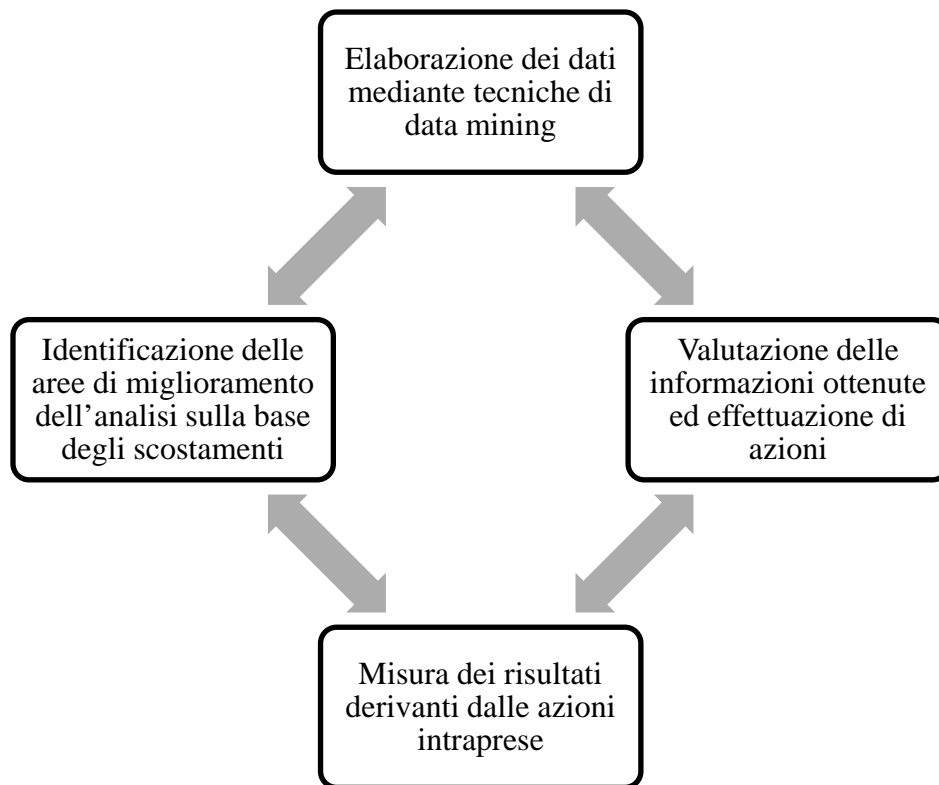 Elaborazione dei dati
mediante tecniche di
data mining
Identificazione delle
aree di miglioramento
dell’analisi sulla base
degli scostamenti
Valutazione delle
informazioni ottenute
ed effettuazione di
azioni
Misura dei risultati
derivanti dalle azioni
intraprese